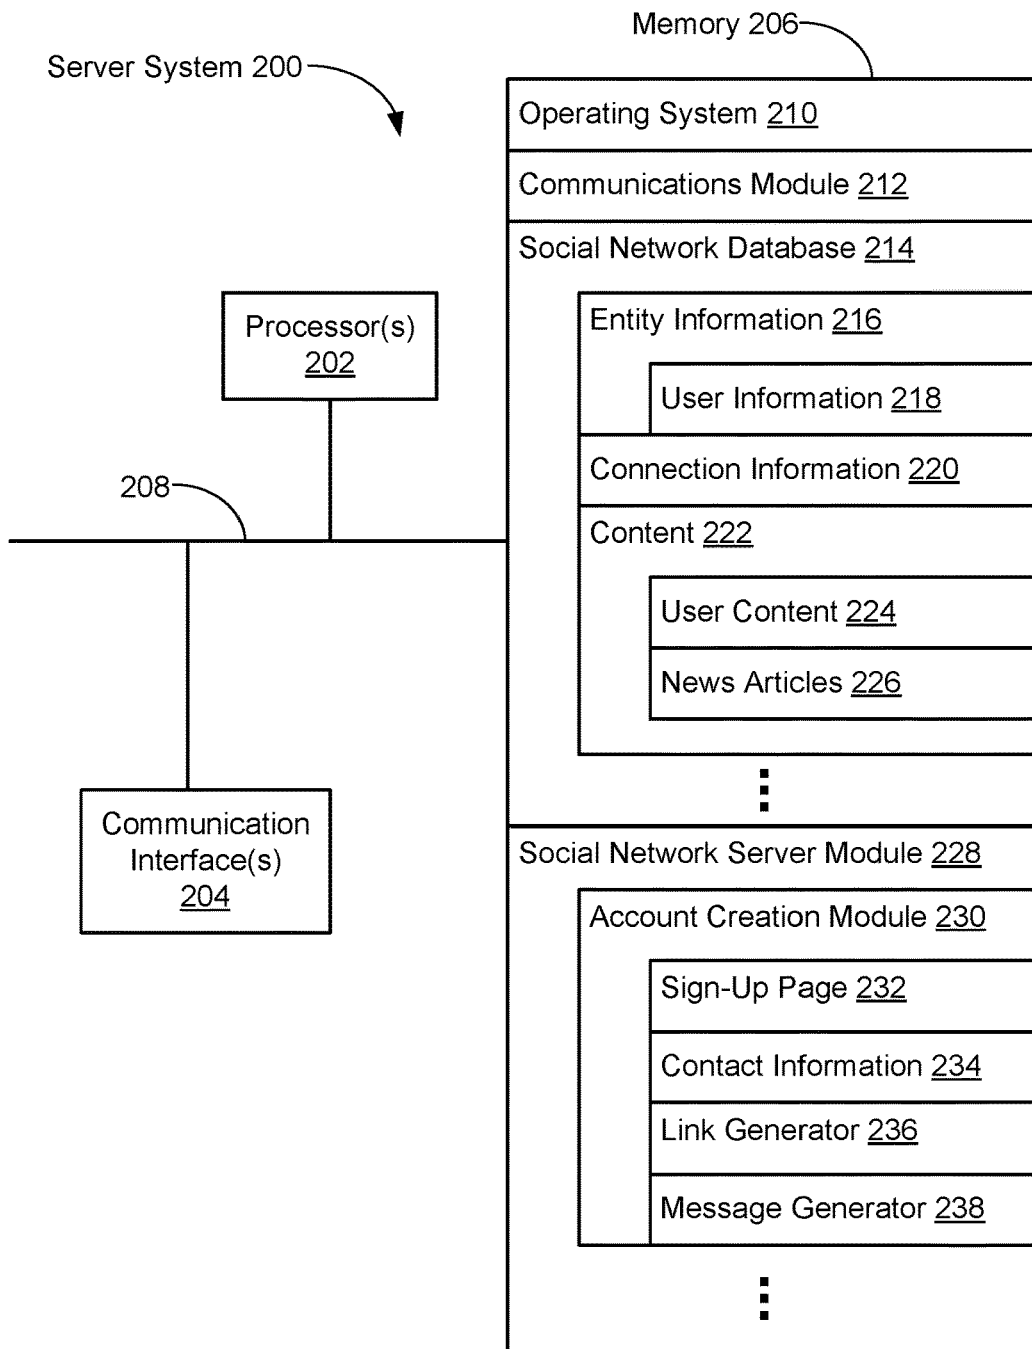 Memory 206
Server System 200
Operating System 210
Communications Module 212
Social Network Database 214
Processor(s)
202
Entity Information 216
User Information 218
Connection Information 220
208
Content 222
User Content 224
News Articles 226
Communication
Interface(s)
204
Social Network Server Module 228
Account Creation Module 230
Sign-Up Page 232
Contact Information 234
Link Generator 236
Message Generator 238